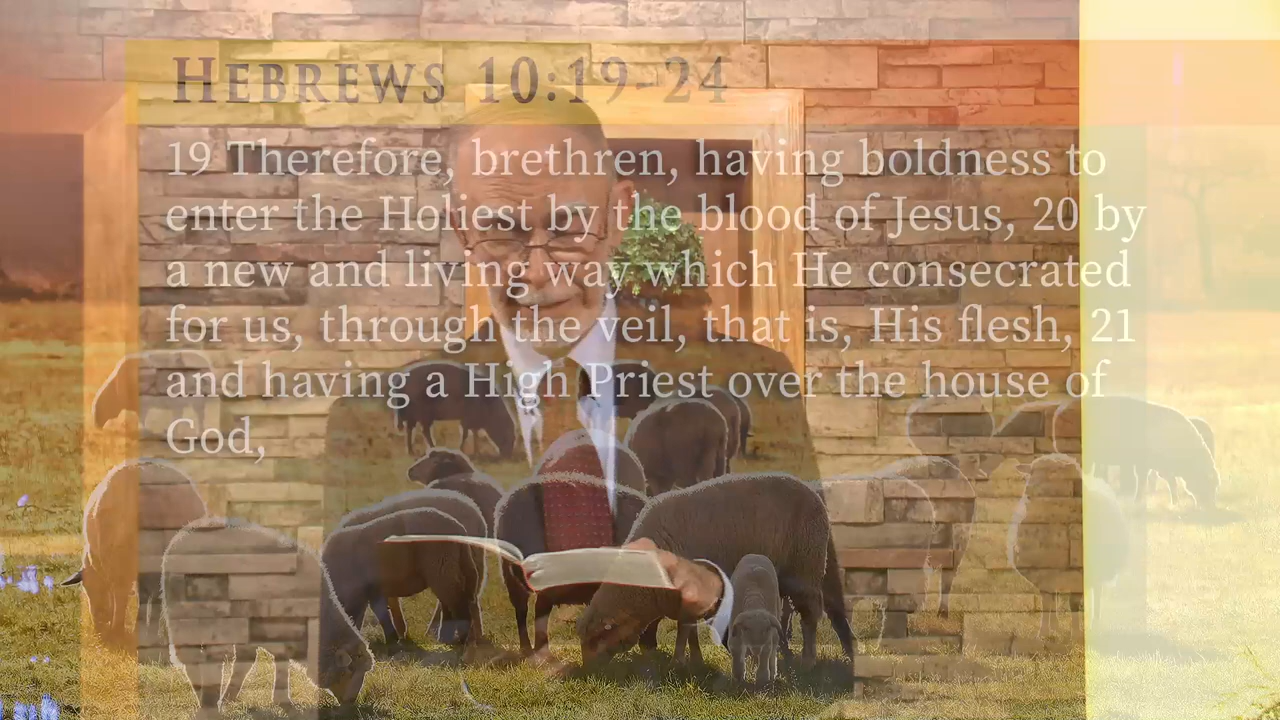 HEBREWS 10:19-24
19 Therefore, brethren, having boldness to
enter the Holiest by the blood of Jesus, 20 by
a new and living way which He consecrated
for us, through the veil, that is, His flesh, 21
and having a High Priest over the house of
God,